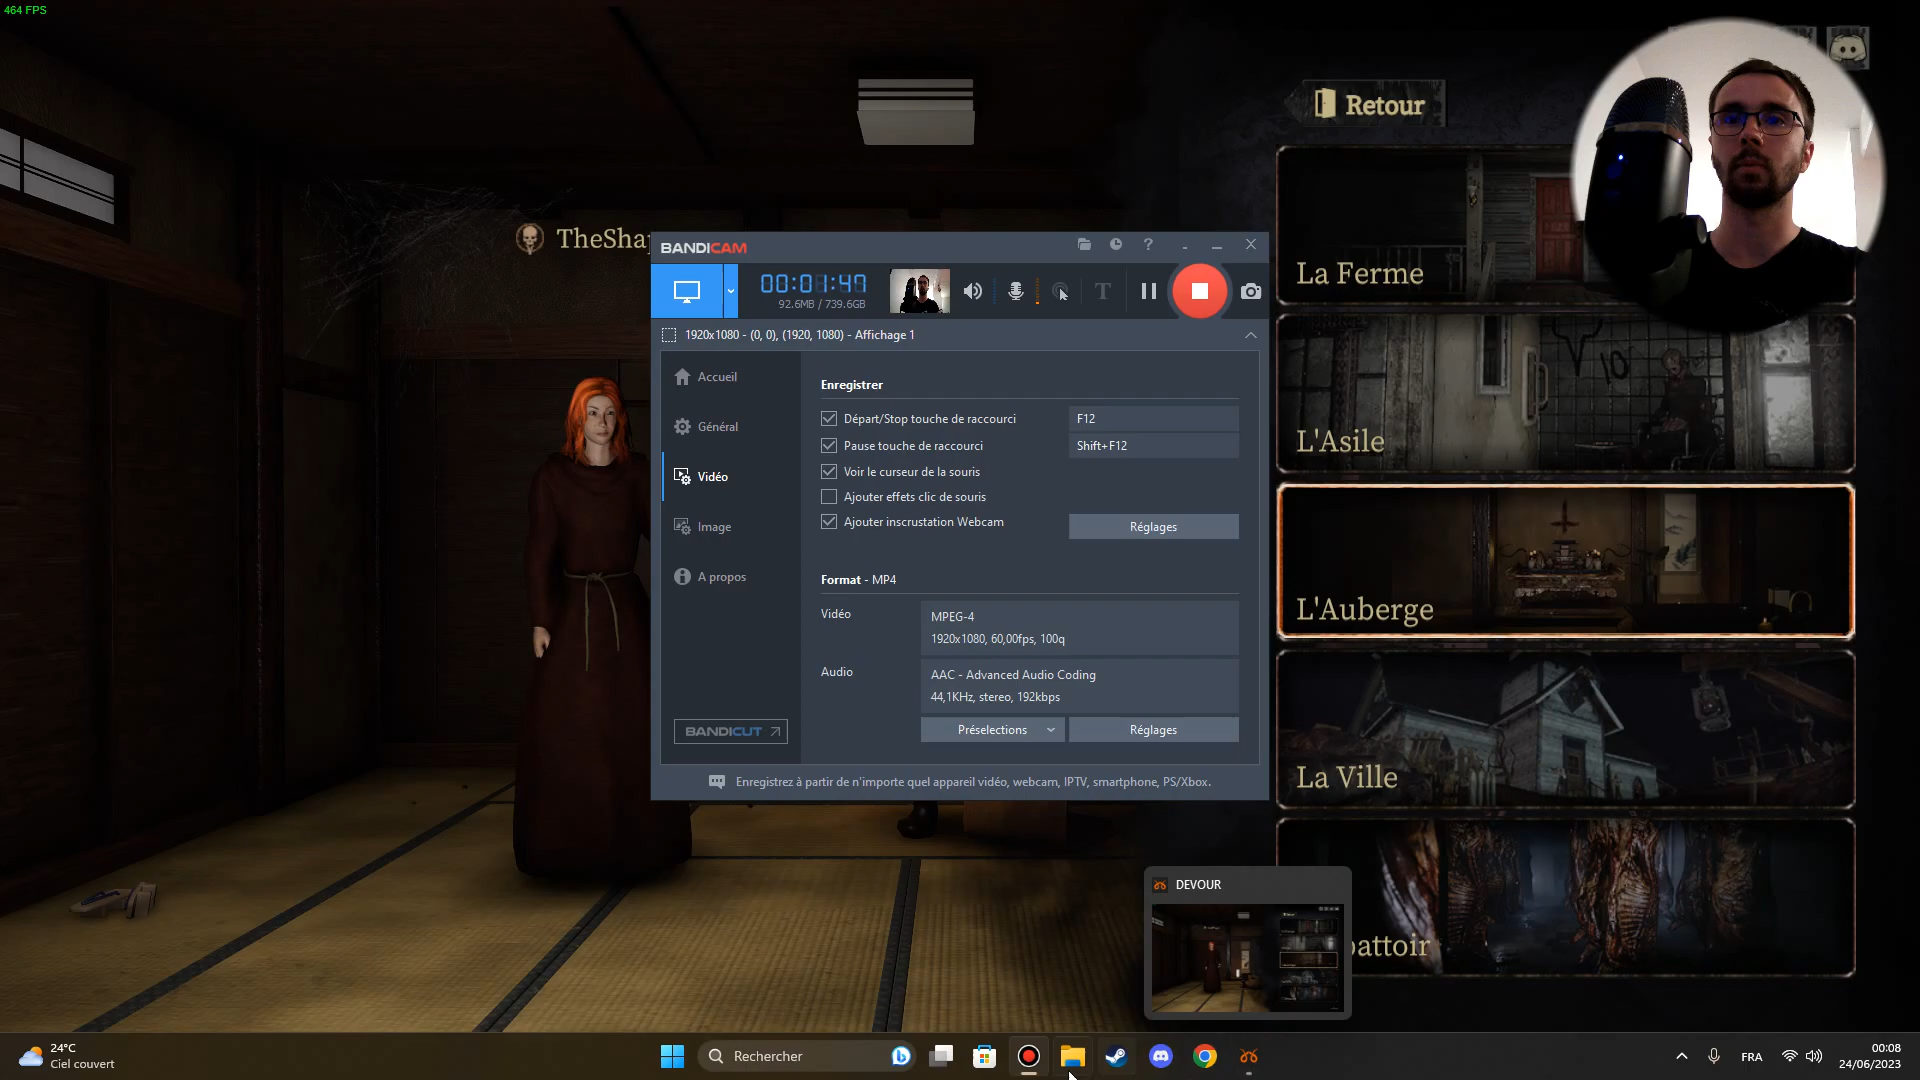 464 FPS
Retour
TheSha
La Ferme
L'Asile
L'Auberge
La Ville
battoir
BANDICAM
00:01:47
92.6MB / 739.6GB
1920x1080 - (0, 0), (1920, 1080) - Affichage 1
Accueil
Général
Vidéo
Image
A propos
BANDICUT
Enregistrer
Départ/Stop touche de raccourci
F12
Pause touche de raccourci
Shift+F12
Voir le curseur de la souris
Ajouter effets clic de souris
Ajouter inscrustation Webcam
Réglages
Format - MP4
Vidéo
MPEG-4
1920x1080, 60,00fps, 100q
Audio
AAC - Advanced Audio Coding
44,1KHz, stereo, 192kbps
Préselections
Réglages
Enregistrez à partir de n'importe quel appareil vidéo, webcam, IPTV, smartphone, PS/Xbox.
DEVOUR
24°C
Ciel couvert
Rechercher
FRA
00:08
24/06/2023